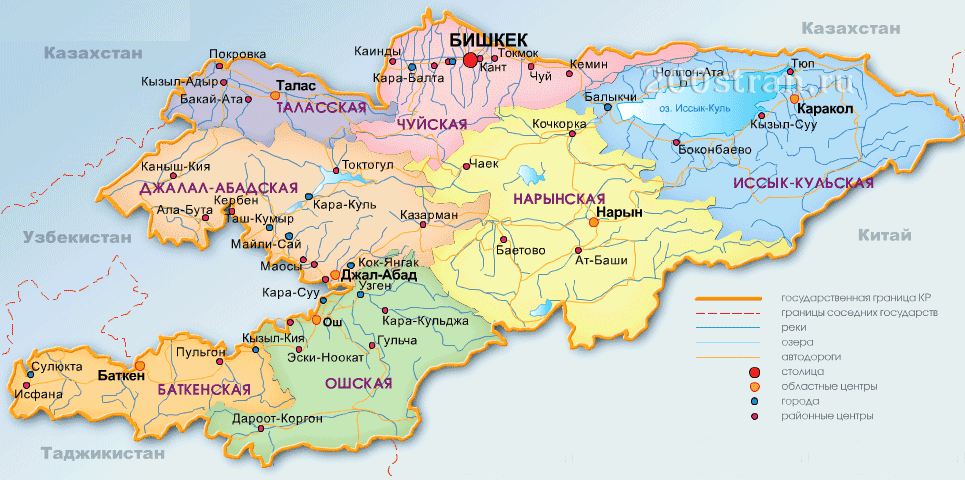 Казахстан
Казахстан
БИШКЕК
Каинды
Токмок
Покровка
Кант
Кемин
Чолпон-Ата
Тюп
Кара-Балта
Чуй
Кызыл-Адыр
200stran.ru
Талас
Балыкчи
Бакай-Ата
ТАЛАССКАЯ
оз. Иссык-Куль
Каракол
ЧУЙСКАЯ
Кочкорка
Кызыл-Суу
Боконбаево
Каныш-Кия
Токтогул
Чаек
ДЖАЛАЛ-АБАДСКАЯ
ИССЫК-КУЛЬСКАЯ
Кербен
Кара-Куль
НАРЫНСКАЯ
Ала-Бута
Таш-Кумыр
Казарман
Нарын
Узбекистан
Китай
Майли-Сай
Баетово
Ат-Баши
Маосы
Кок-Янгак
Джал-Абад
Кара-Суу
Узген
Ош
Кара-Кульджа
Кызыл-Кия
Гульча
Пульгон
Эски-Ноокат
Сулюкта
Баткен
БАТКЕНСКАЯ
ОШСКАЯ
Исфана
Дароот-Коргон
Таджикистан
государственная граница КР
границы соседних государств
реки
озера
автодороги
столица
областные центры
города
районные центры